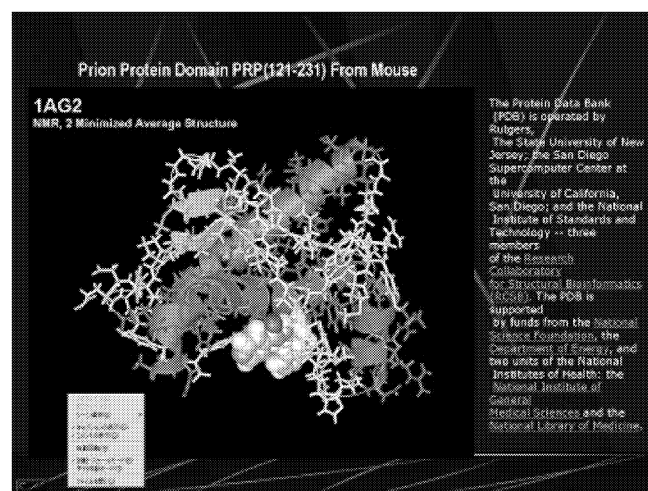 Prion Protein Domain PRP(121-231) From Mouse
1AG2
NMR, 2 Minimized Average Structure
The Protein Data Bank
(PDB) is operated by
Rutgers,
The State University of New
Jersey; the San Diego
Supercomputer Center at
the
University of California,
San Diego; and the National
Institute of Standards and
Technology -- three
members
of the Research
Collaboratory
for Structural Bioinformatics
(RCSB). The PDB is
supported
by funds from the National
Science Foundation, the
Department of Energy, and
two units of the National
Institutes of Health: the
National Institute of
General
Medical Sciences and the
National Library of Medicine.